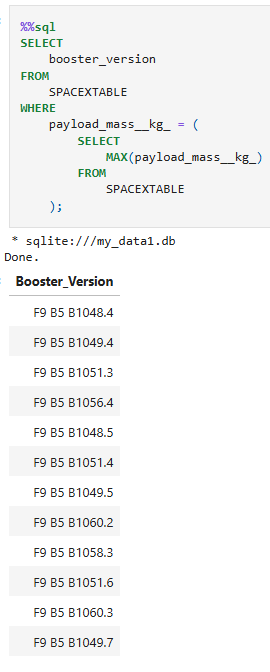 %%sql
SELECT
booster_version
FROM
SPACEXTABLE
WHERE
payload_mass__kg_ = (
SELECT
MAX(payload_mass__kg_)
FROM
SPACEXTABLE
);
* sqlite:///my_data1.db
Done.
Booster_Version
F9 B5 B1048.4
F9 B5 B1049.4
F9 B5 B1051.3
F9 B5 B1056.4
F9 B5 B1048.5
F9 B5 B1051.4
F9 B5 B1049.5
F9 B5 B1060.2
F9 B5 B1058.3
F9 B5 B1051.6
F9 B5 B1060.3
F9 B5 B1049.7